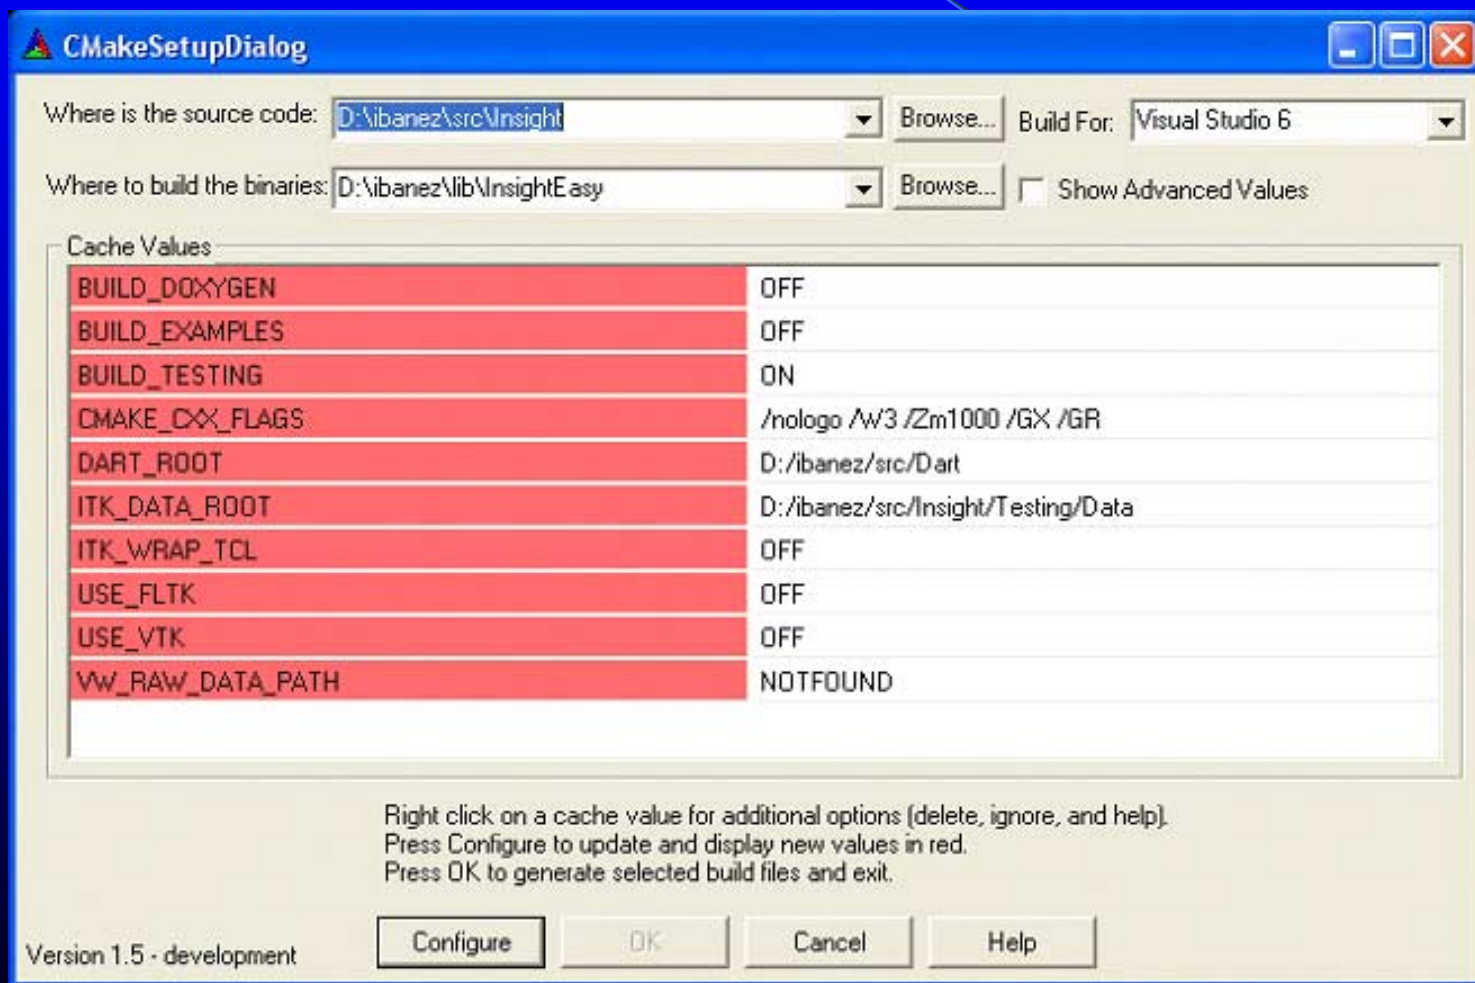 CMakeSetupDialog
Where is the source code: D:\ibanez\src\Insight Browse... Build For: Visual Studio 6
Where to build the binaries: D:\ibanez\lib\InsightEasy Browse... Show Advanced Values
Cache Values
BUILD_DOXYGEN OFF
BUILD_EXAMPLES OFF
BUILD_TESTING ON
CMAKE_CXX_FLAGS /nologo /W3 /Zm1000 /GX /GR
DART_ROOT D:/ibanez/src/Dart
ITK_DATA_ROOT D:/ibanez/src/Insight/Testing/Data
ITK_WRAP_TCL OFF
USE_FLTK OFF
USE_VTK OFF
VW_RAW_DATA_PATH NOTFOUND
Right click on a cache value for additional options (delete, ignore, and help).
Press Configure to update and display new values in red.
Press OK to generate selected build files and exit.
Version 1.5 - development Configure OK Cancel Help